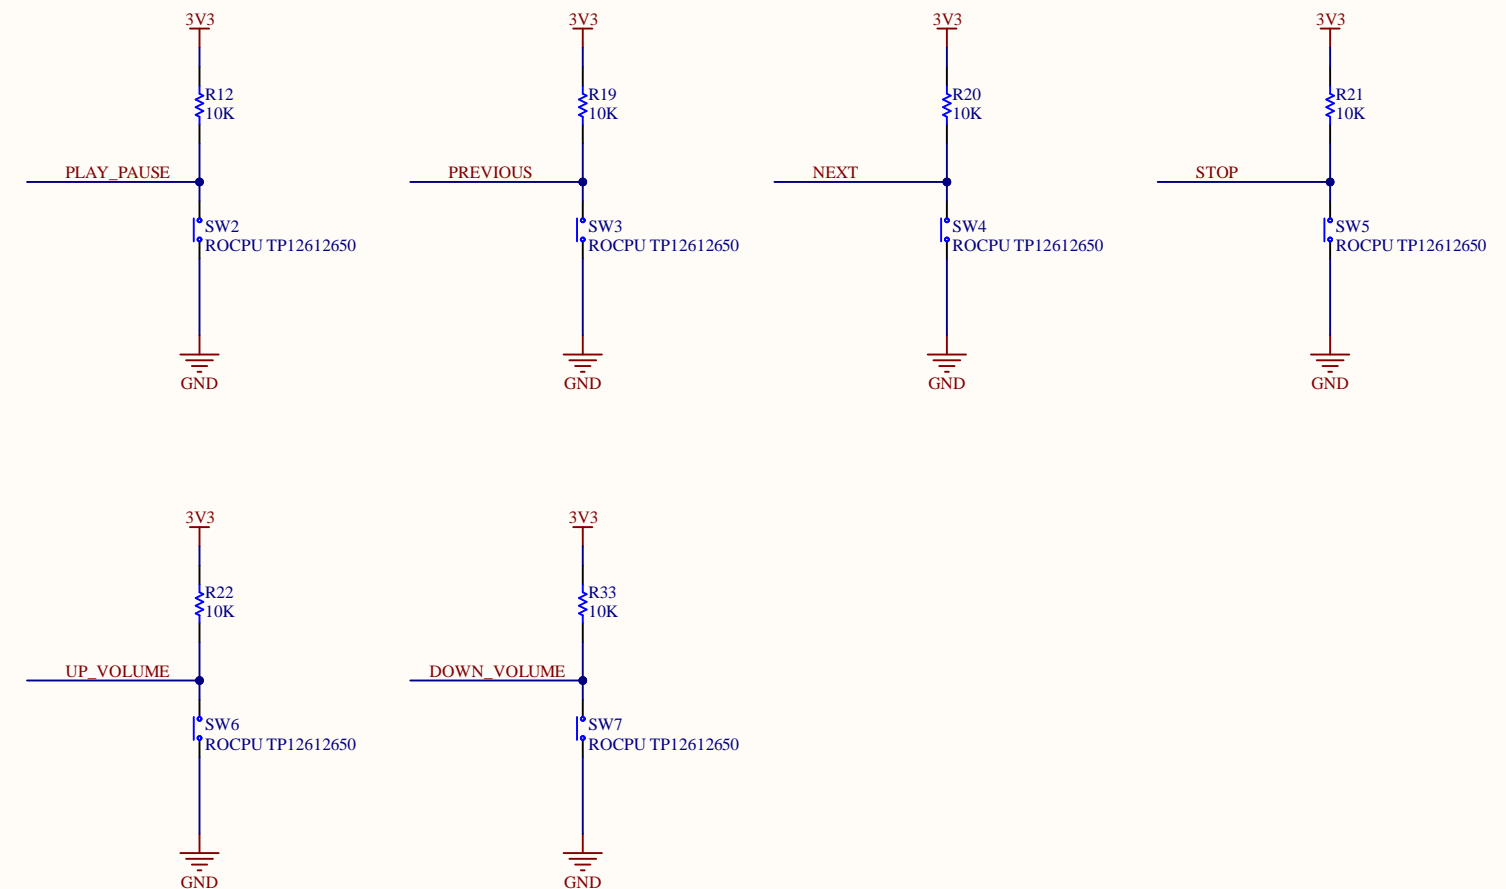 3V3
R12
10K
PLAY_PAUSE
SW2
ROCPU TP12612650
GND
3V3
R19
10K
PREVIOUS
SW3
ROCPU TP12612650
GND
3V3
R20
10K
NEXT
SW4
ROCPU TP12612650
GND
3V3
R21
10K
STOP
SW5
ROCPU TP12612650
GND
3V3
R22
10K
UP_VOLUME
SW6
ROCPU TP12612650
GND
3V3
R33
10K
DOWN_VOLUME
SW7
ROCPU TP12612650
GND